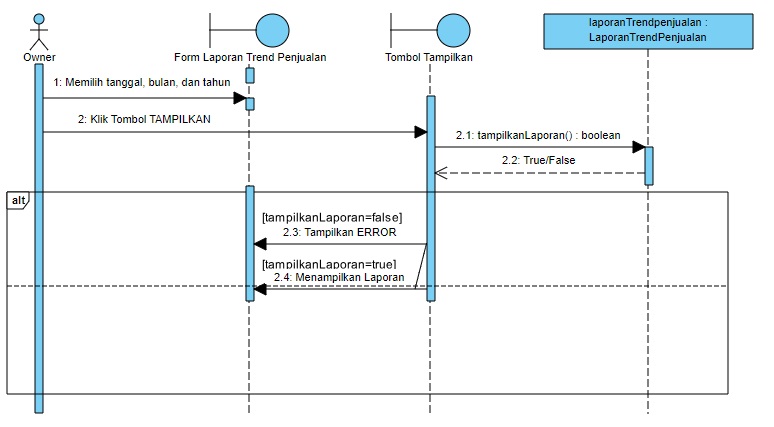 laporanTrendpenjualan :
LaporanTrendPenjualan
Owner
Form Laporan Trend Penjualan
Tombol Tampilkan
1: Memilih tanggal, bulan, dan tahun
2: Klik Tombol TAMPILKAN
2.1: tampilkanLaporan() : boolean
2.2: True/False
alt
[tampilkanLaporan=false]
2.3: Tampilkan ERROR
[tampilkanLaporan=true]
2.4: Menampilkan Laporan